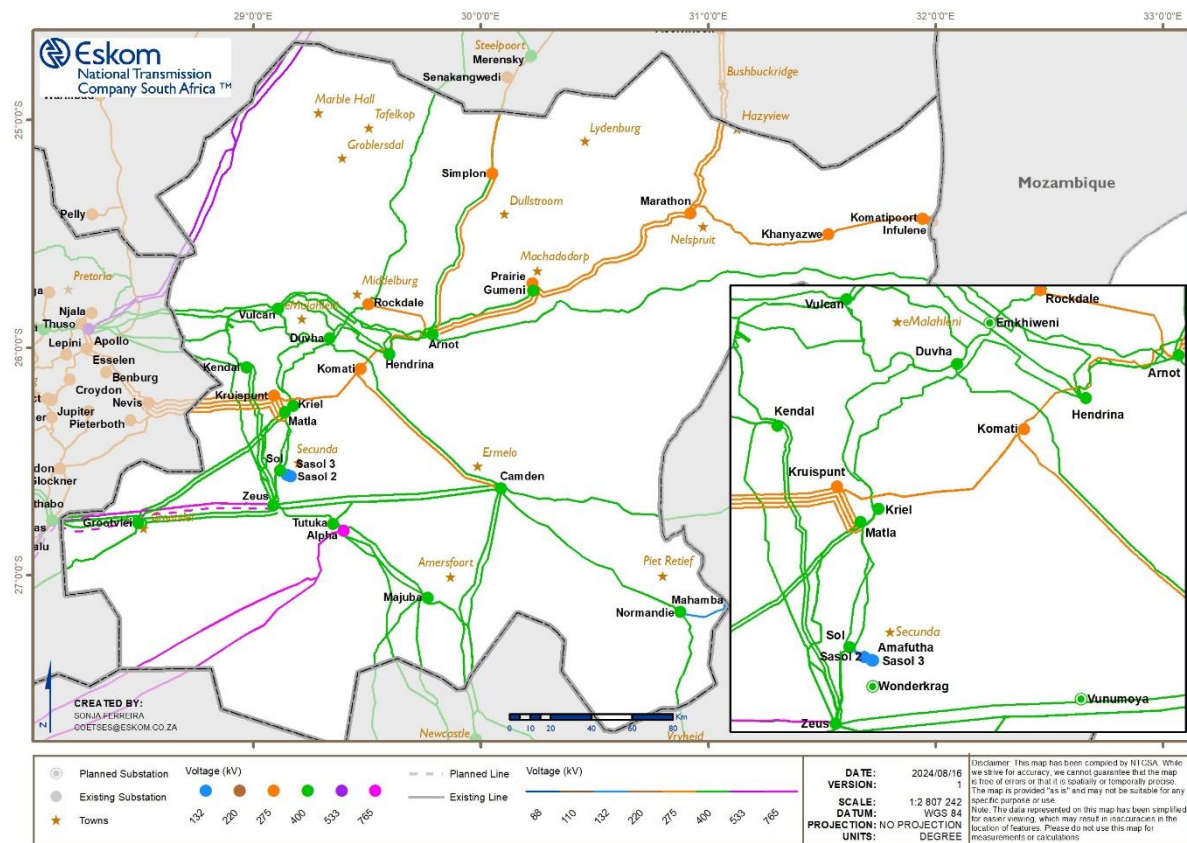 29°0'0"E
30°0'0"E
31°0'0"E
32°0'0"E
33°0'0"E
25°0'0"S
26°0'0"S
27°0'0"S
Eskom
National Transmission
Company South Africa ™
Steelpoort
Merensky
Senakangwedi
Bushbuckridge
Marble Hall
Tafelkop
Hazyview
Lydenburg
Groblersdal
Simplon
Mozambique
Pelly
Dullstroom
Marathon
Komatipoort
Infulene
Khanyazwe
Nelspruit
Pretoria
Machadodorp
Prairie
Gumeni
Middelburg
Rockdale
Njala
Thuso
Vulcan
eMalahleni
Lepini
Apollo
Duvha
Arnot
Esselen
Hendrina
Kendal
Komati
Benburg
Croydon
Kruispunt
Nevis
Kriel
Jupiter
Matla
Pieterboth
Secunda
Ermelo
Sol
Sasol 3
Sasol 2
Glockner
Camden
Zeus
Grootvlei
Tutuka
Alpha
Amersfoort
Piet Retief
Majuba
Mahamba
Normandie
Newcastle
Vryheid
Vulcan
Rockdale
eMalahleni
Emkhiweni
Duvha
Arnot
Hendrina
Kendal
Komati
Kruispunt
Kriel
Matla
Secunda
Sol
Amafutha
Sasol 2
Sasol 3
Wonderkrag
Vunumoya
Zeus
N
CREATED BY:
SONJA FERREIRA
COETSES@ESKOM.CO.ZA
0 10 20 40 60 80
Km
Planned Substation
Existing Substation
Towns
Voltage (kV)
132 220 275 400 533 765
Planned Line
Existing Line
Voltage (kV)
88 110 132 220 275 400 533 765
DATE: 2024/08/16
VERSION: 1
SCALE: 1:2 807 242
DATUM: WGS 84
PROJECTION: NO PROJECTION
UNITS: DEGREE
Disclaimer: This map has been compiled by NTCSA. While
we strive for accuracy, we cannot guarantee that the map
is free of errors or that it is spatially or temporally precise.
The map is provided "as is" and may not be suitable for any
specific purpose or use.
Note: The data represented on this map has been simplified
for easier viewing, which may result in inaccuracies in the
location of features. Please do not use this map for
measurements or calculations